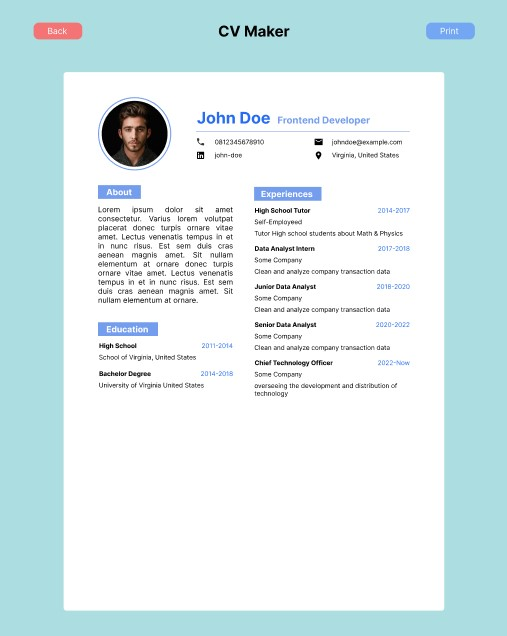 Back
CV Maker
Print
John Doe Frontend Developer
0812345678910
johndoe@example.com
john-doe
Virginia, United States
About
Lorem ipsum dolor sit amet
consectetur. Varius lorem volutpat
placerat donec turpis ornare vitae
amet. Lectus venenatis tempus in et
in nunc risus. Est sem duis cras
aenean magnis amet. Sit nullam
elementum at ornare donec turpis
ornare vitae amet. Lectus venenatis
tempus in et in nunc risus. Est sem
duis cras aenean magnis amet. Sit
nullam elementum at ornare.
Education
High School 2011-2014
School of Virginia, United States
Bachelor Degree 2014-2018
University of Virginia United States
Experiences
High School Tutor 2014-2017
Self-Employeed
Tutor High school students about Math & Physics
Data Analyst Intern 2017-2018
Some Company
Clean and analyze company transaction data
Junior Data Analyst 2018-2020
Some Company
Clean and analyze company transaction data
Senior Data Analyst 2020-2022
Some Company
Clean and analyze company transaction data
Chief Technology Officer 2022-Now
Some Company
overseeing the development and distribution of
technology